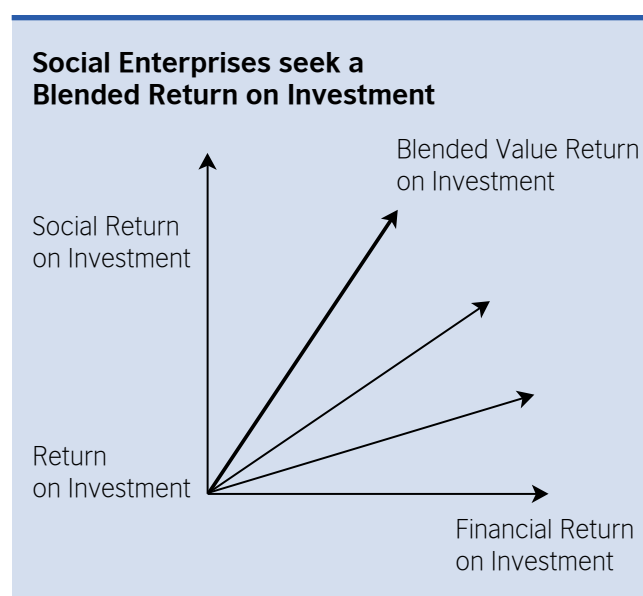 Social Enterprises seek a
Blended Return on Investment
Blended Value Return
on Investment
Social Return
on Investment
Return
on Investment
Financial Return
on Investment